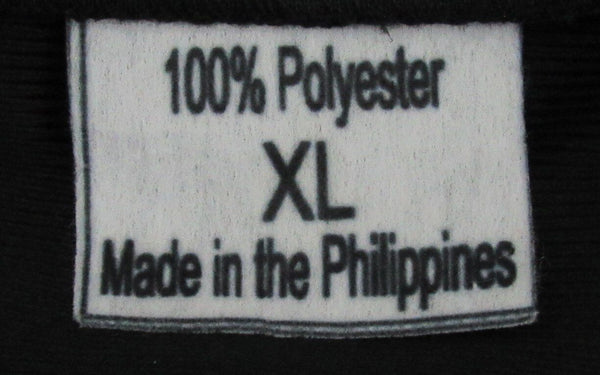 100% Polyester
XL
Made in the Philippines